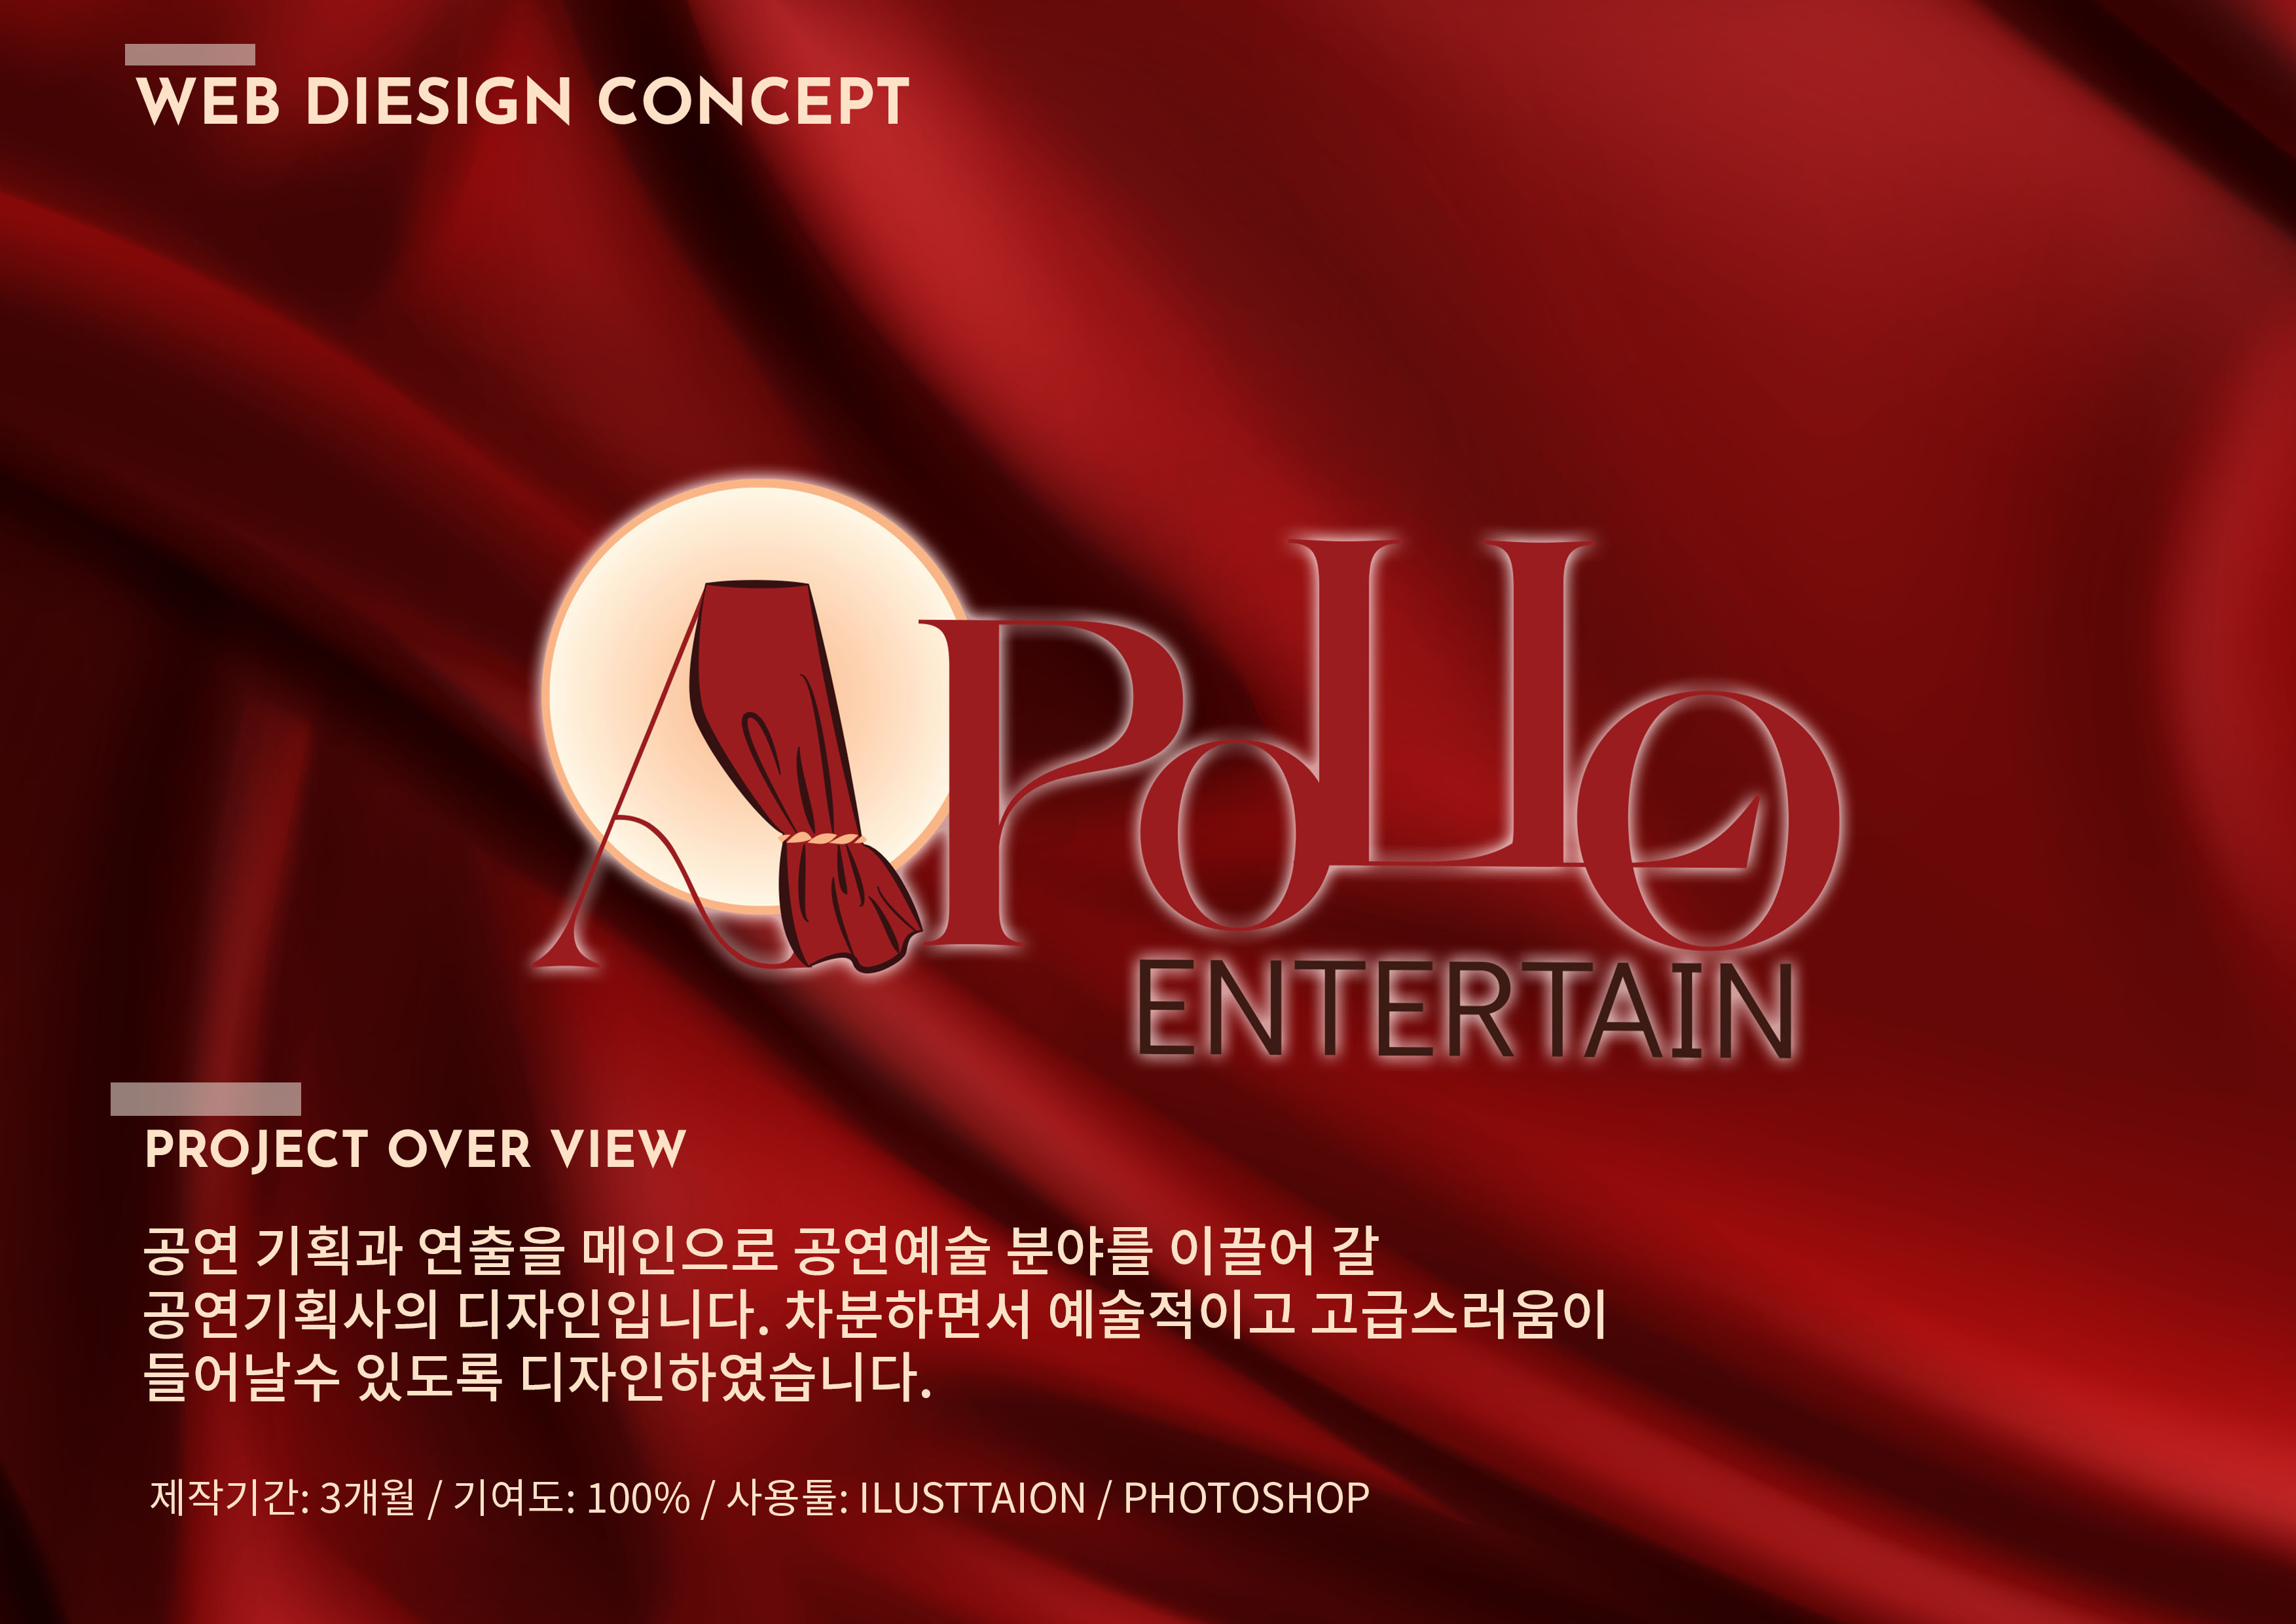 WEB DIESIGN CONCEPT
APOLLO
ENTERTAIN
PROJECT OVER VIEW
공연 기획과 연출을 메인으로 공연예술 분야를 이끌어 갈
공연기획사의 디자인입니다. 차분하면서 예술적이고 고급스러움이
들어날수 있도록 디자인하였습니다.
제작기간: 3개월 / 기여도: 100% / 사용툴: ILUSTTAION / PHOTOSHOP